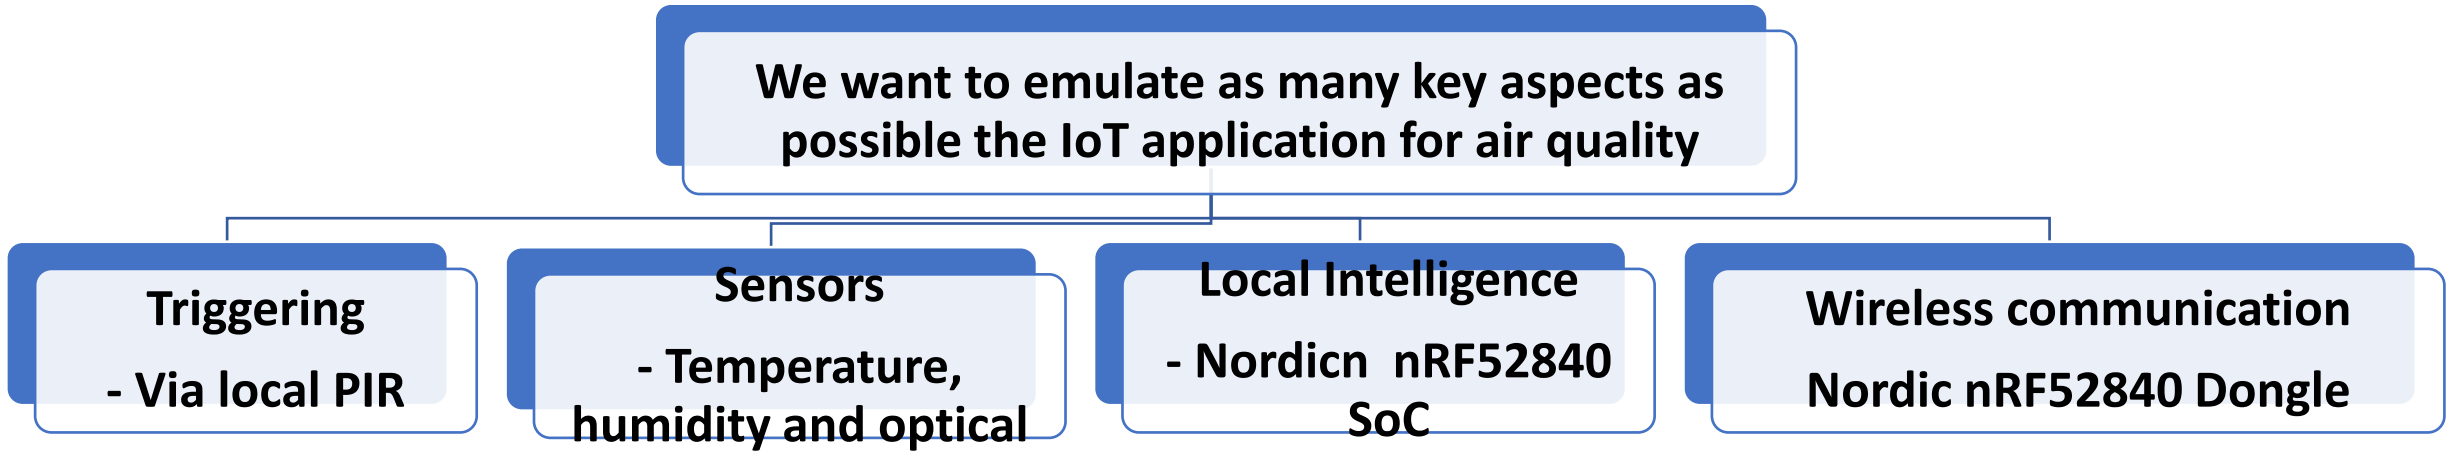 We want to emulate as many key aspects as
possible the IoT application for air quality
Triggering
- Via local PIR
Sensors
- Temperature,
humidity and optical
Local Intelligence
- Nordicn nRF52840
SoC
Wireless communication
Nordic nRF52840 Dongle